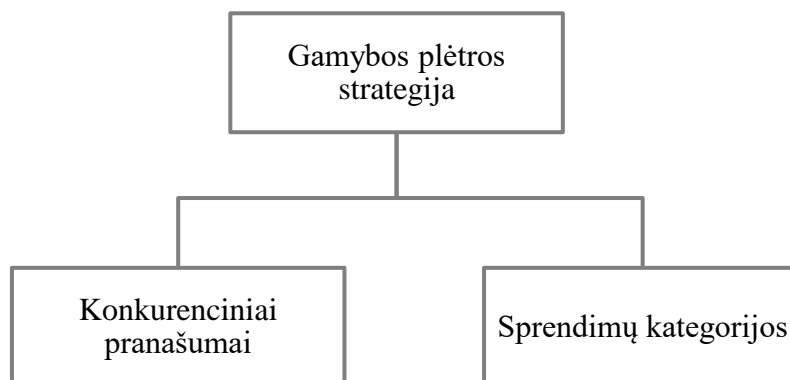 Gamybos plėtros
strategija
Konkurenciniai
pranašumai
Sprendimų kategorijos